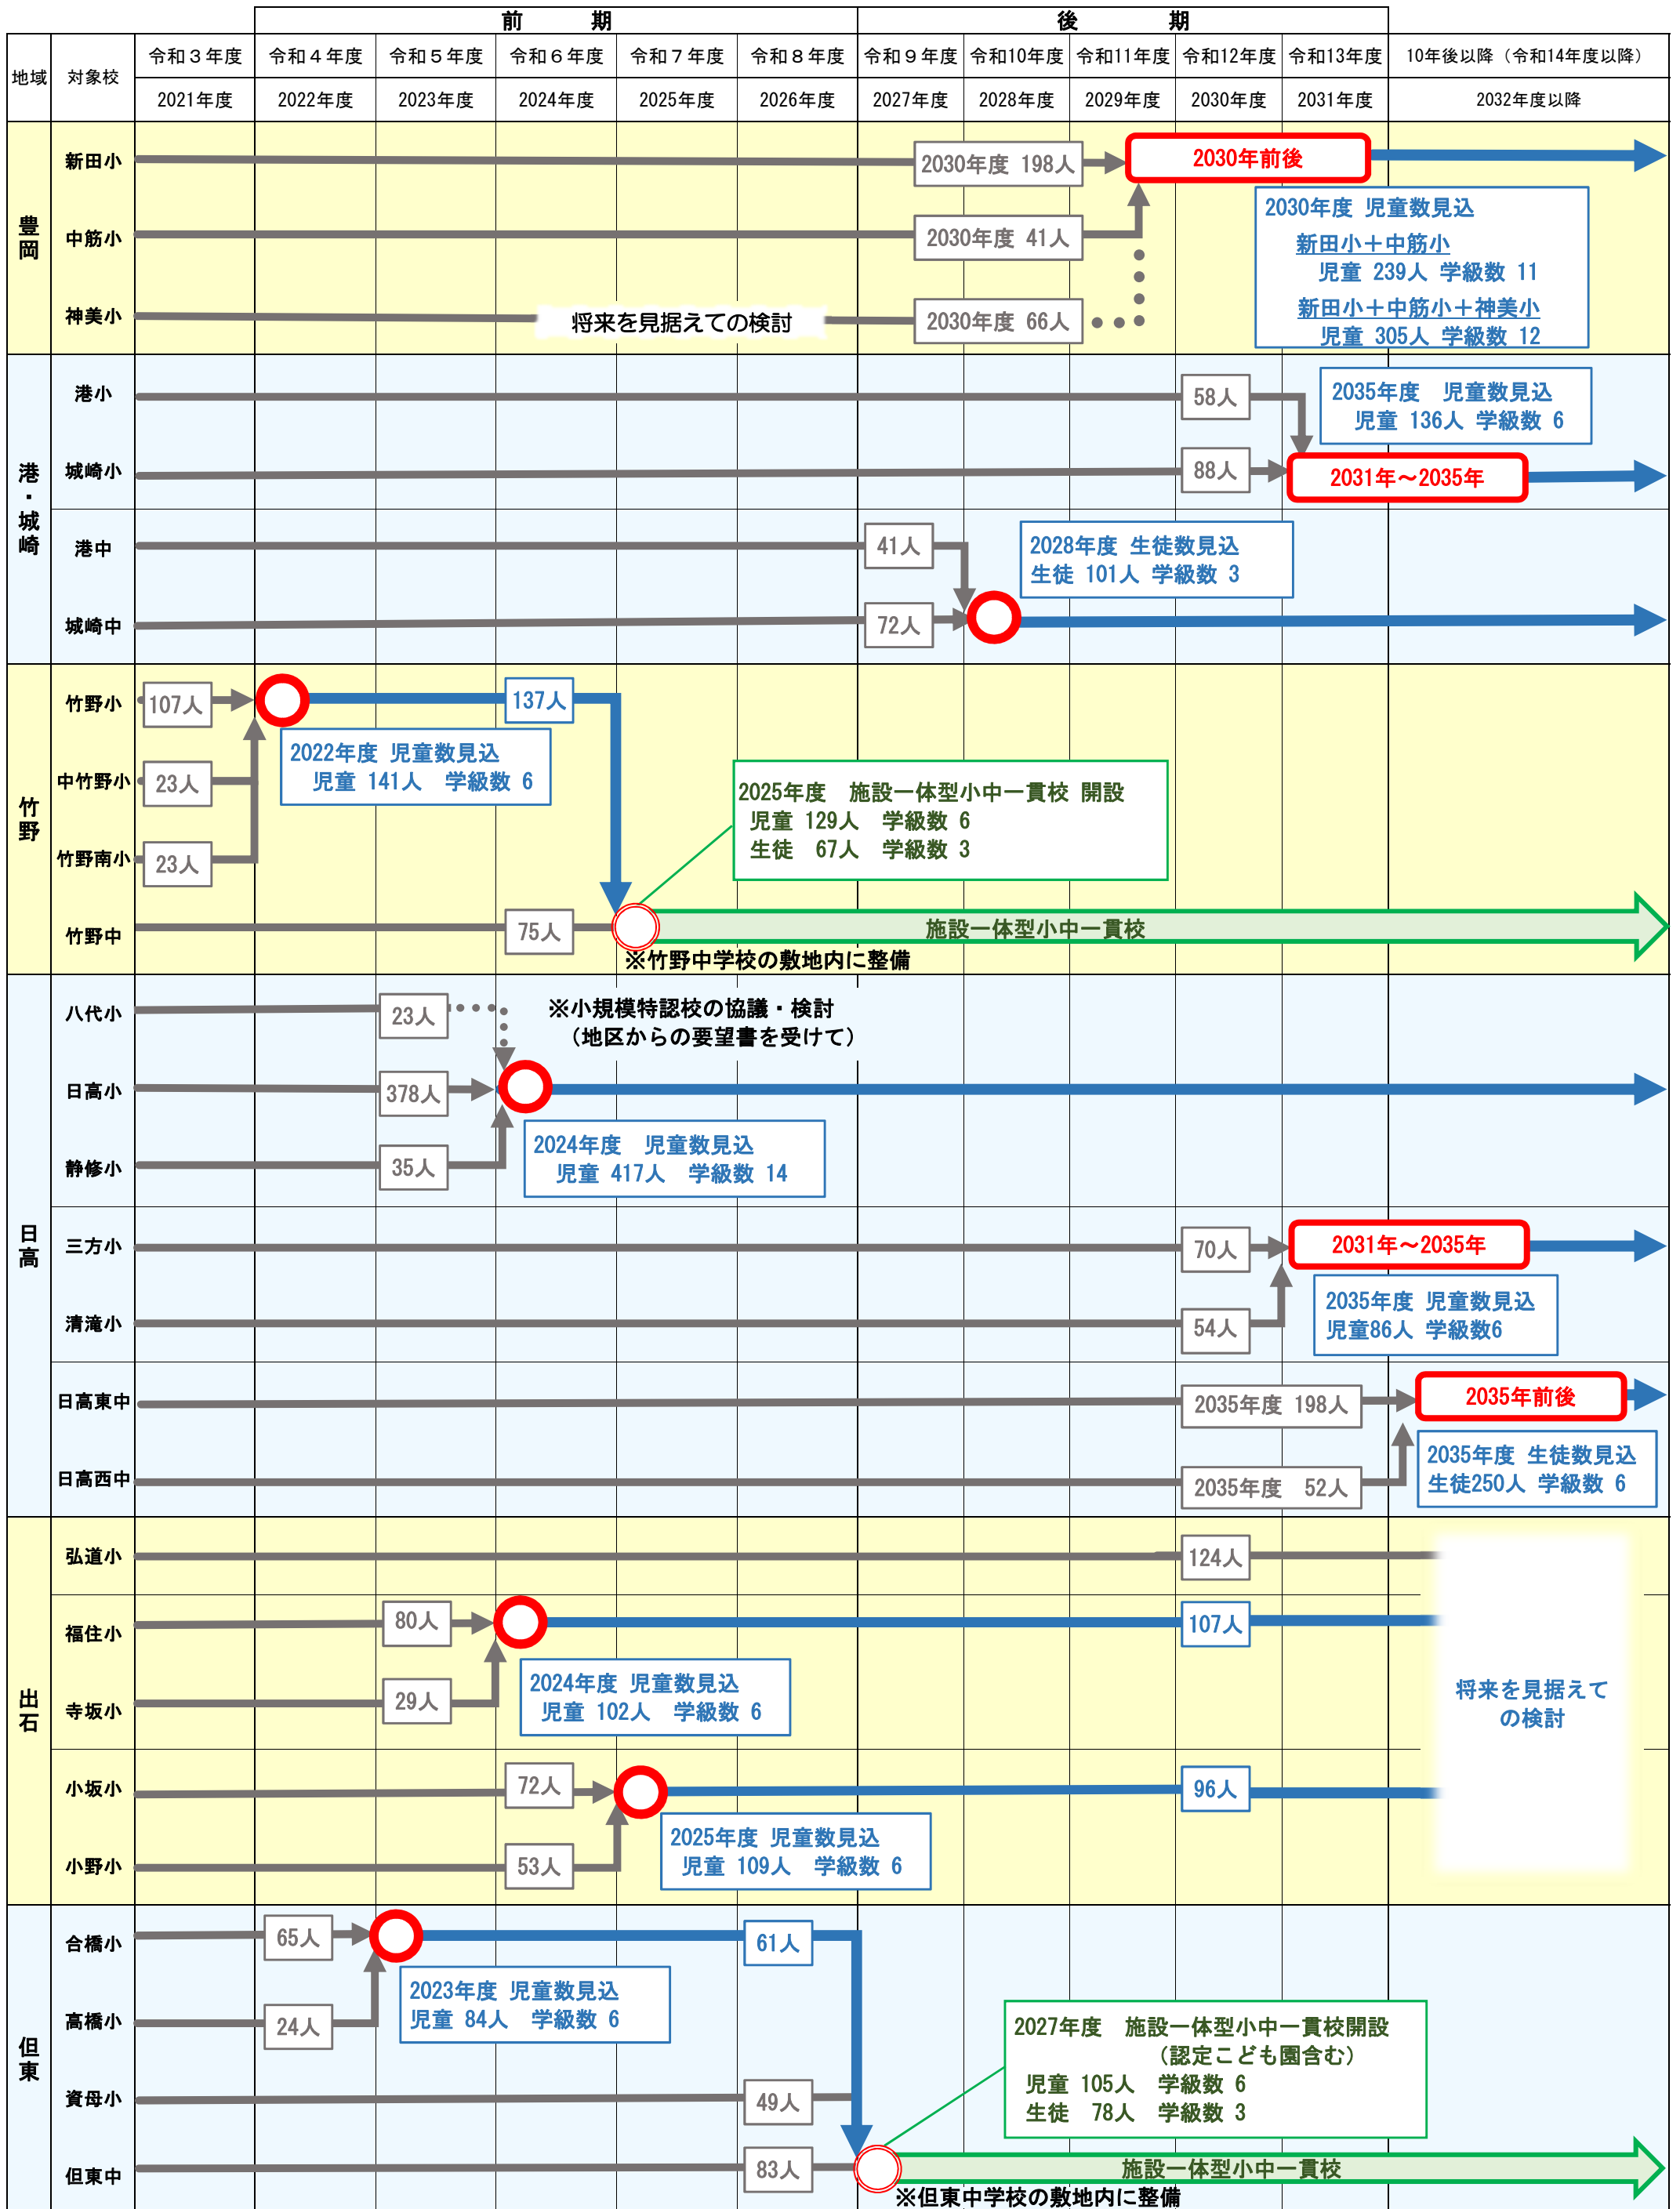 前　期
後　期
地域
対象校
令和３年度
令和４年度
令和５年度
令和６年度
令和７年度
令和８年度
令和９年度
令和10年度
令和11年度
令和12年度
令和13年度
10年後以降（令和14年度以降）
2021年度
2022年度
2023年度
2024年度
2025年度
2026年度
2027年度
2028年度
2029年度
2030年度
2031年度
2032年度以降
豊岡
新田小
2030年度 198人
2030年前後
中筋小
2030年度 41人
神美小
将来を見据えての検討
2030年度 66人
2030年度 児童数見込
新田小＋中筋小
児童 239人 学級数 11
新田小＋中筋小＋神美小
児童 305人 学級数 12
港・城崎
港小
58人
2035年度　児童数見込
児童 136人 学級数 6
城崎小
88人
2031年～2035年
港中
41人
2028年度 生徒数見込
生徒 101人 学級数 3
城崎中
72人
竹野
竹野小
107人
137人
2022年度 児童数見込
児童 141人　学級数 6
中竹野小
23人
竹野南小
23人
2025年度　施設一体型小中一貫校 開設
児童 129人　学級数 6
生徒　67人　学級数 3
竹野中
75人
施設一体型小中一貫校
※竹野中学校の敷地内に整備
日高
八代小
23人
※小規模特認校の協議・検討
（地区からの要望書を受けて）
日高小
378人
静修小
35人
2024年度　児童数見込
児童 417人　学級数 14
三方小
70人
2031年～2035年
清滝小
54人
2035年度 児童数見込
児童86人 学級数6
日高東中
2035年度 198人
2035年前後
日高西中
2035年度　52人
2035年度 生徒数見込
生徒250人 学級数 6
出石
弘道小
124人
福住小
80人
107人
寺坂小
29人
2024年度 児童数見込
児童 102人　学級数 6
将来を見据えて
の検討
小坂小
72人
96人
小野小
53人
2025年度 児童数見込
児童 109人　学級数 6
但東
合橋小
65人
61人
高橋小
24人
2023年度 児童数見込
児童 84人　学級数 6
資母小
49人
2027年度　施設一体型小中一貫校開設
（認定こども園含む）
児童 105人　学級数 6
生徒　78人　学級数 3
但東中
83人
施設一体型小中一貫校
※但東中学校の敷地内に整備